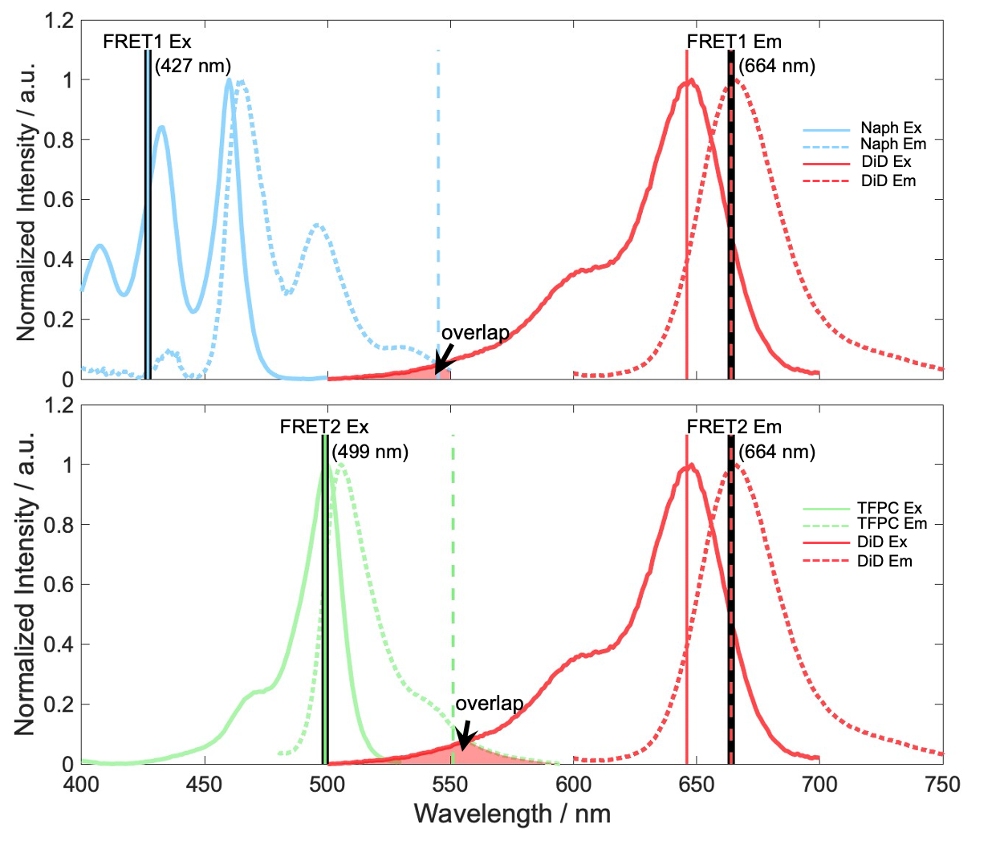 1.2
FRET1 Ex
(427 nm)
FRET1 Em
(664 nm)
1
0.8
0.6
0.4
0.2
0
Normalized Intensity / a.u.
Naph Ex
Naph Em
DiD Ex
DiD Em
overlap
1.2
FRET2 Ex
(499 nm)
FRET2 Em
(664 nm)
1
0.8
0.6
0.4
0.2
0
Normalized Intensity / a.u.
TFPC Ex
TFPC Em
DiD Ex
DiD Em
overlap
400 450 500 550 600 650 700 750
Wavelength / nm